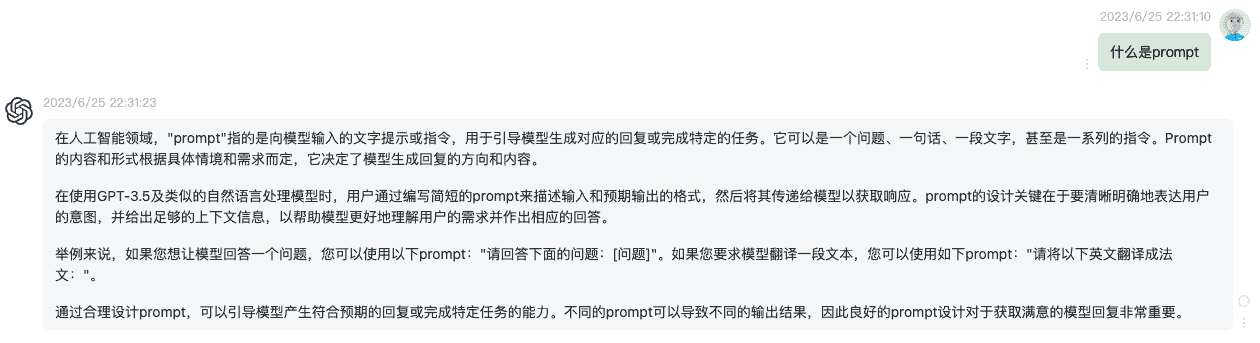 2023/6/25 22:31:10
什么是prompt
2023/6/25 22:31:23
在人工智能领域，"prompt"指的是向模型输入的文字提示或指令，用于引导模型生成对应的回复或完成特定的任务。它可以是一个问题、一句话、一段文字，甚至是一系列的指令。Prompt
的内容和形式根据具体情境和需求而定，它决定了模型生成回复的方向和内容。
在使用GPT-3.5及类似的自然语言处理模型时，用户通过编写简短的prompt来描述输入和预期输出的格式，然后将其传递给模型以获取响应。prompt的设计关键在于要清晰明确地表达用户
的意图，并给出足够的上下文信息，以帮助模型更好地理解用户的需求并作出相应的回答。
举例来说，如果您想让模型回答一个问题，您可以使用以下prompt："请回答下面的问题：[问题]"。如果您要求模型翻译一段文本，您可以使用如下prompt："请将以下英文翻译成法
文："。
通过合理设计prompt，可以引导模型产生符合预期的回复或完成特定任务的能力。不同的prompt可以导致不同的输出结果，因此良好的prompt设计对于获取满意的模型回复非常重要。